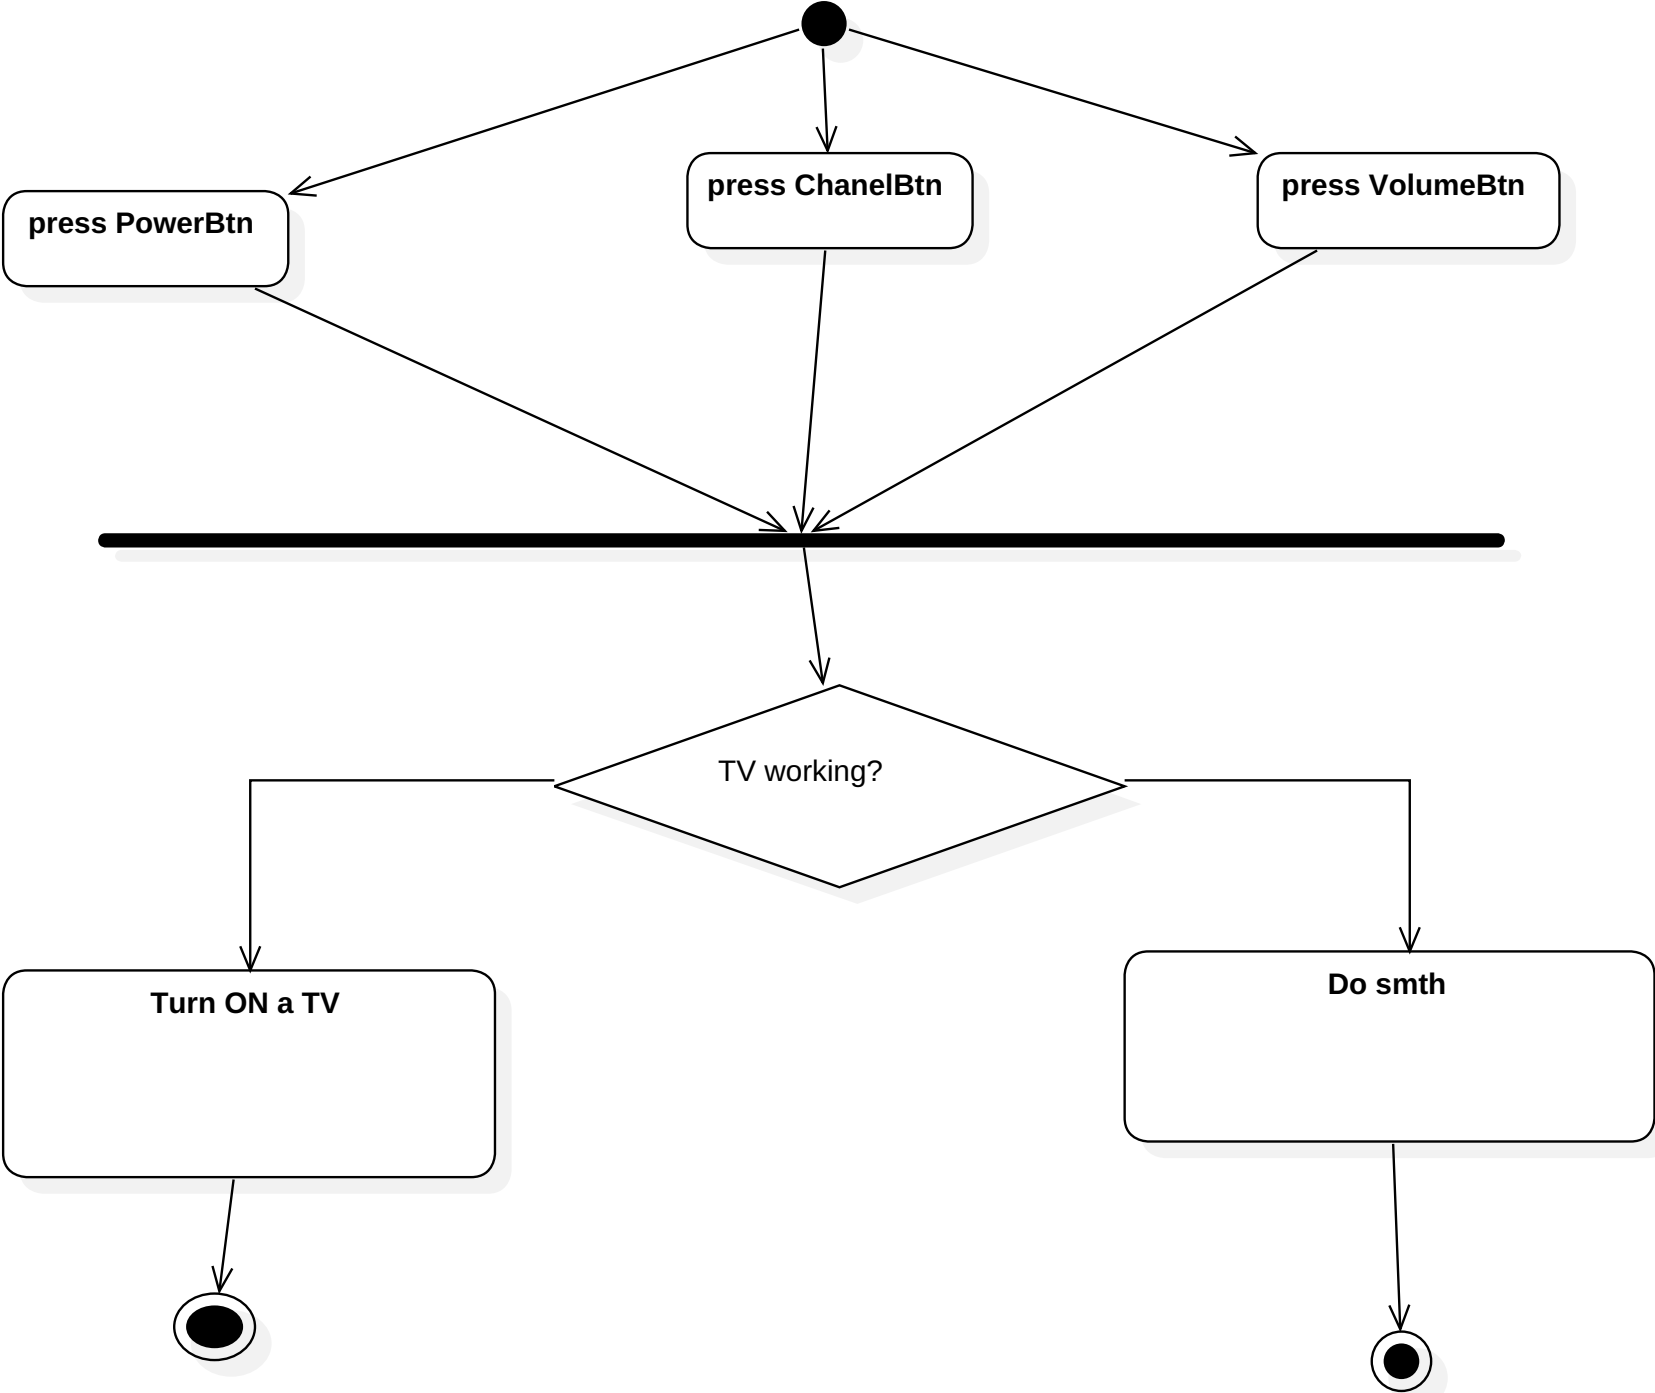 press PowerBtn
press ChanelBtn
press VolumeBtn
TV working?
Turn ON a TV
Do smth